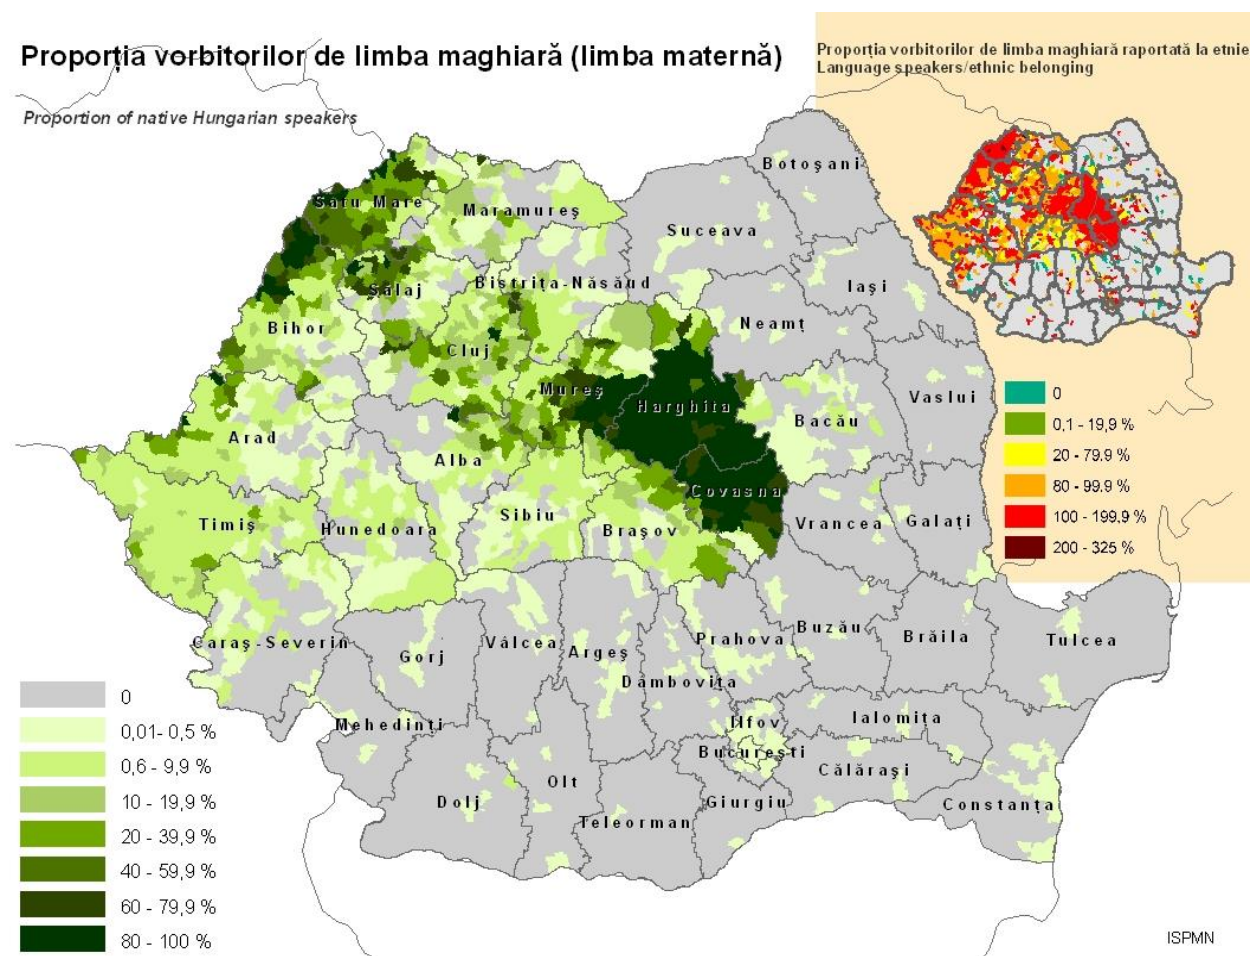 Proporția vorbitorilor de limba maghiară (limba maternă)
Proporția vorbitorilor de limba maghiară raportată la etnie
Language speakers/ethnic belonging
Proportion of native Hungarian speakers
Botoșani
Satu Mare
Maramureș
Suceava
Sălaj
Bistrița-Năsăud
Iași
Bihor
Neamț
Cluj
Mureș
Harghita
Vaslui
Bacău
Arad
Alba
Covasna
Timiș
Hunedoara
Sibiu
Brașov
Vrancea
Galați
Caraș-Severin
Gorj
Vâlcea
Argeș
Prahova
Buzău
Brăila
Tulcea
Dâmbovița
Mehedinți
Ilfov
Ialomița
București
Călărași
Dolj
Olt
Giurgiu
Teleorman
Constanța
0
0,1 - 19,9 %
20 - 79.9 %
80 - 99.9 %
100 - 199.9 %
200 - 325 %
0
0,01- 0,5 %
0,6 - 9,9 %
10 - 19,9 %
20 - 39,9 %
40 - 59,9 %
60 - 79,9 %
80 - 100 %
ISPMN